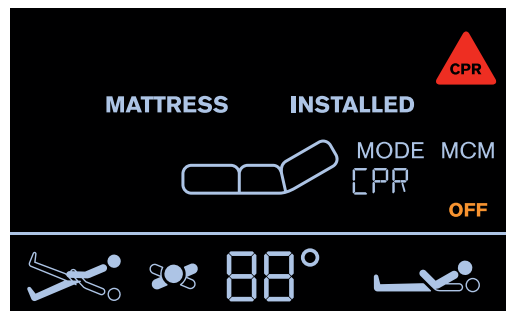 CPR
MATTRESS INSTALLED
MODE MCM
CPR
OFF
88°